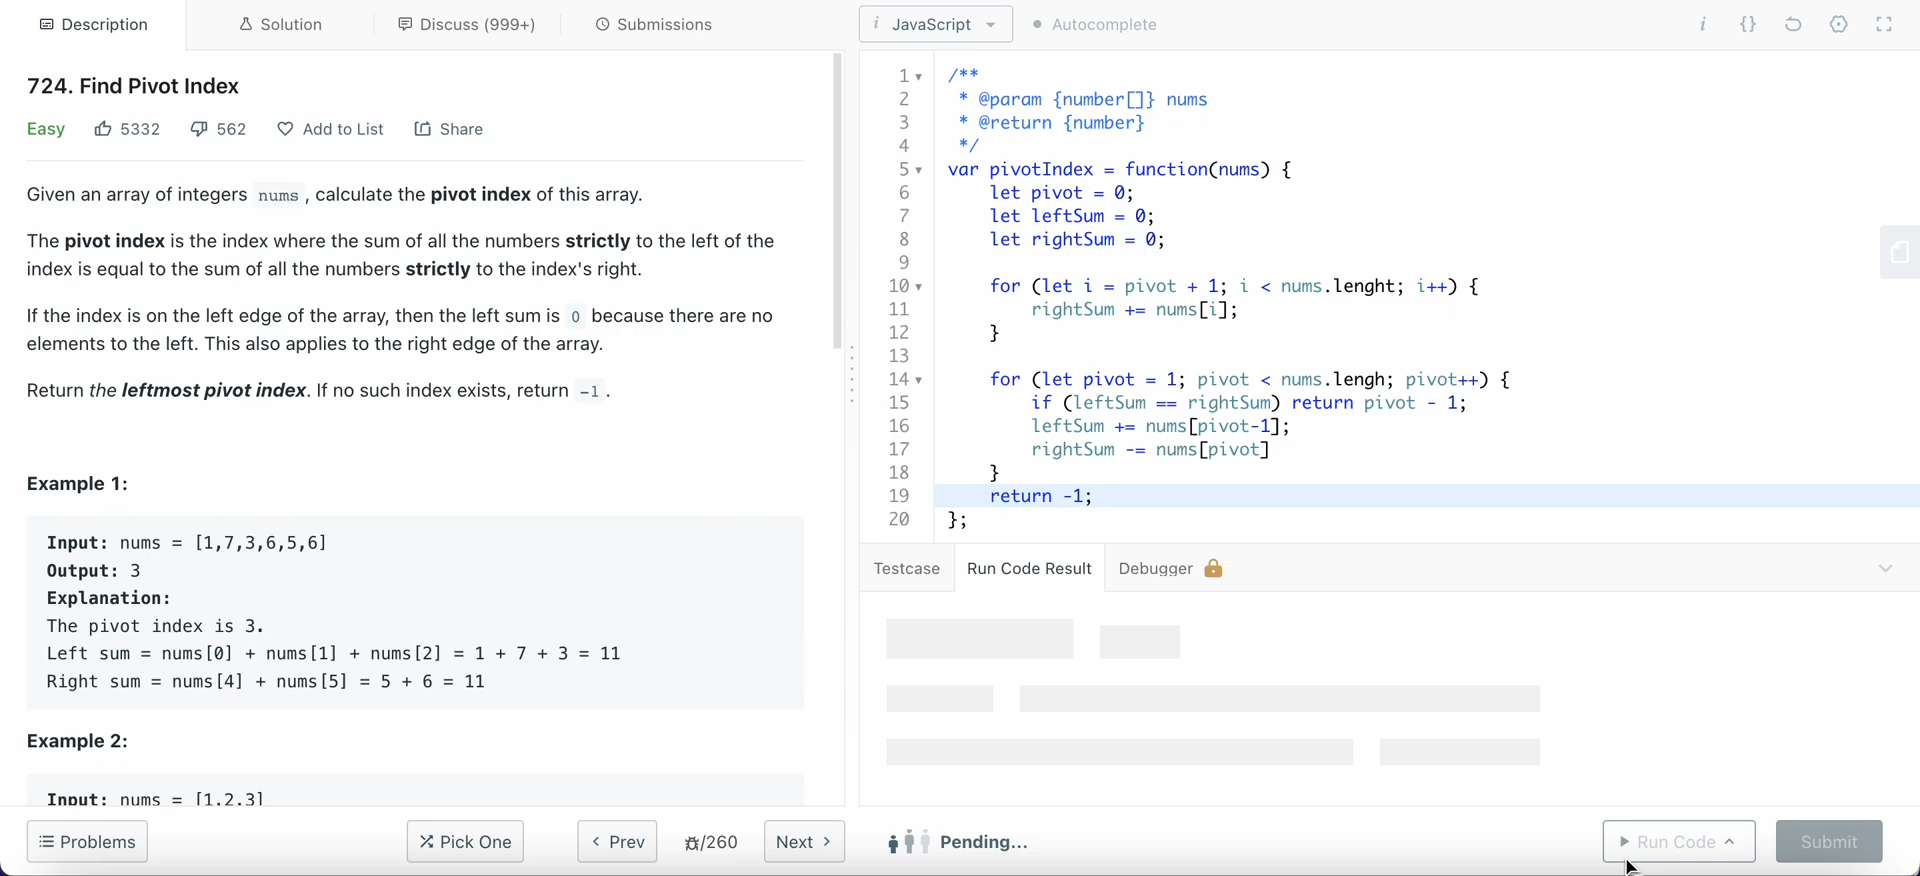 Description
Solution
Discuss (999+)
Submissions
724. Find Pivot Index
Easy 5332 562 Add to List Share
Given an array of integers nums , calculate the pivot index of this array.
The pivot index is the index where the sum of all the numbers strictly to the left of the
index is equal to the sum of all the numbers strictly to the index's right.
If the index is on the left edge of the array, then the left sum is 0 because there are no
elements to the left. This also applies to the right edge of the array.
Return the leftmost pivot index. If no such index exists, return -1 .
Example 1:
Input: nums = [1,7,3,6,5,6]
Output: 3
Explanation:
The pivot index is 3.
Left sum = nums[0] + nums[1] + nums[2] = 1 + 7 + 3 = 11
Right sum = nums[4] + nums[5] = 5 + 6 = 11
Example 2:
Input: nums = [1,2,3]
Problems
Pick One
Prev
/260
Next
i JavaScript
Autocomplete
i {}
1 /**
2 * @param {number[]} nums
3 * @return {number}
4 */
5 var pivotIndex = function(nums) {
6 let pivot = 0;
7 let leftSum = 0;
8 let rightSum = 0;
9
10 for (let i = pivot + 1; i < nums.lenght; i++) {
11 rightSum += nums[i];
12 }
13
14 for (let pivot = 1; pivot < nums.lengh; pivot++) {
15 if (leftSum == rightSum) return pivot - 1;
16 leftSum += nums[pivot-1];
17 rightSum -= nums[pivot]
18 }
19 return -1;
20 };
Testcase
Run Code Result
Debugger
Pending...
Run Code
Submit